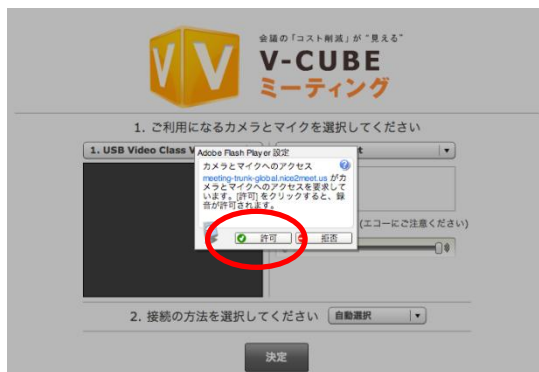 会議の「コスト削減」が“見える”
V V
V-CUBE
ミーティング
1. ご利用になるカメラとマイクを選択してください
1. USB Video Class V
t
Adobe Flash Player 設定
カメラとマイクへのアクセス
meeting-trunk-global.nice2meet.us がカ
メラとマイクへのアクセスを要求して
います。[許可] をクリックすると、録
音が許可されます。
許可
拒否
(エコーにご注意ください)
2. 接続の方法を選択してください 自動選択
決定